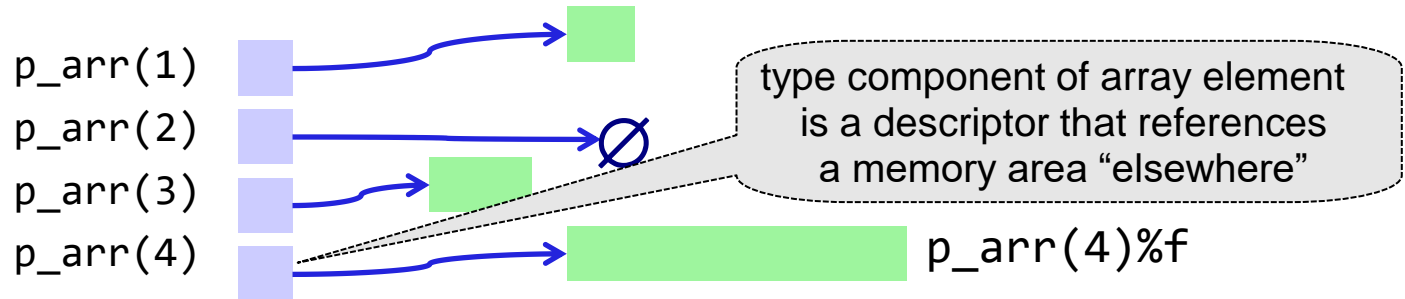 p_arr(1)
p_arr(2)
p_arr(3)
p_arr(4)
type component of array element
is a descriptor that references
a memory area “elsewhere”
p_arr(4)%f